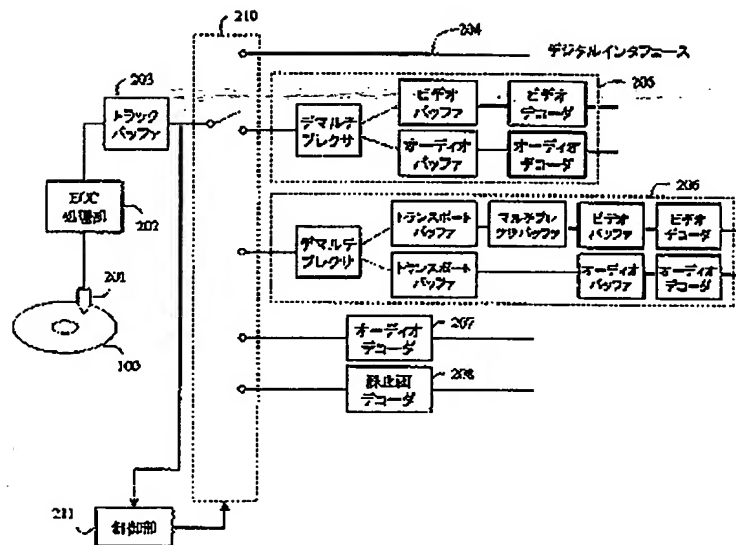 210
204
デジタルインタフェース
203
トラック
バッファ
205
デマルチ
プレクサ
ビデオ
バッファ
ビデオ
デコーダ
オーディオ
バッファ
オーディオ
デコーダ
ECC
処理部
202
206
デマルチ
プレクサ
トランスポート
バッファ
マルチプレ
クサバッファ
ビデオ
バッファ
ビデオ
デコーダ
トランスポート
バッファ
オーディオ
バッファ
オーディオ
デコーダ
201
100
オーディオ
デコーダ
207
静止画
デコーダ
208
211
制御部